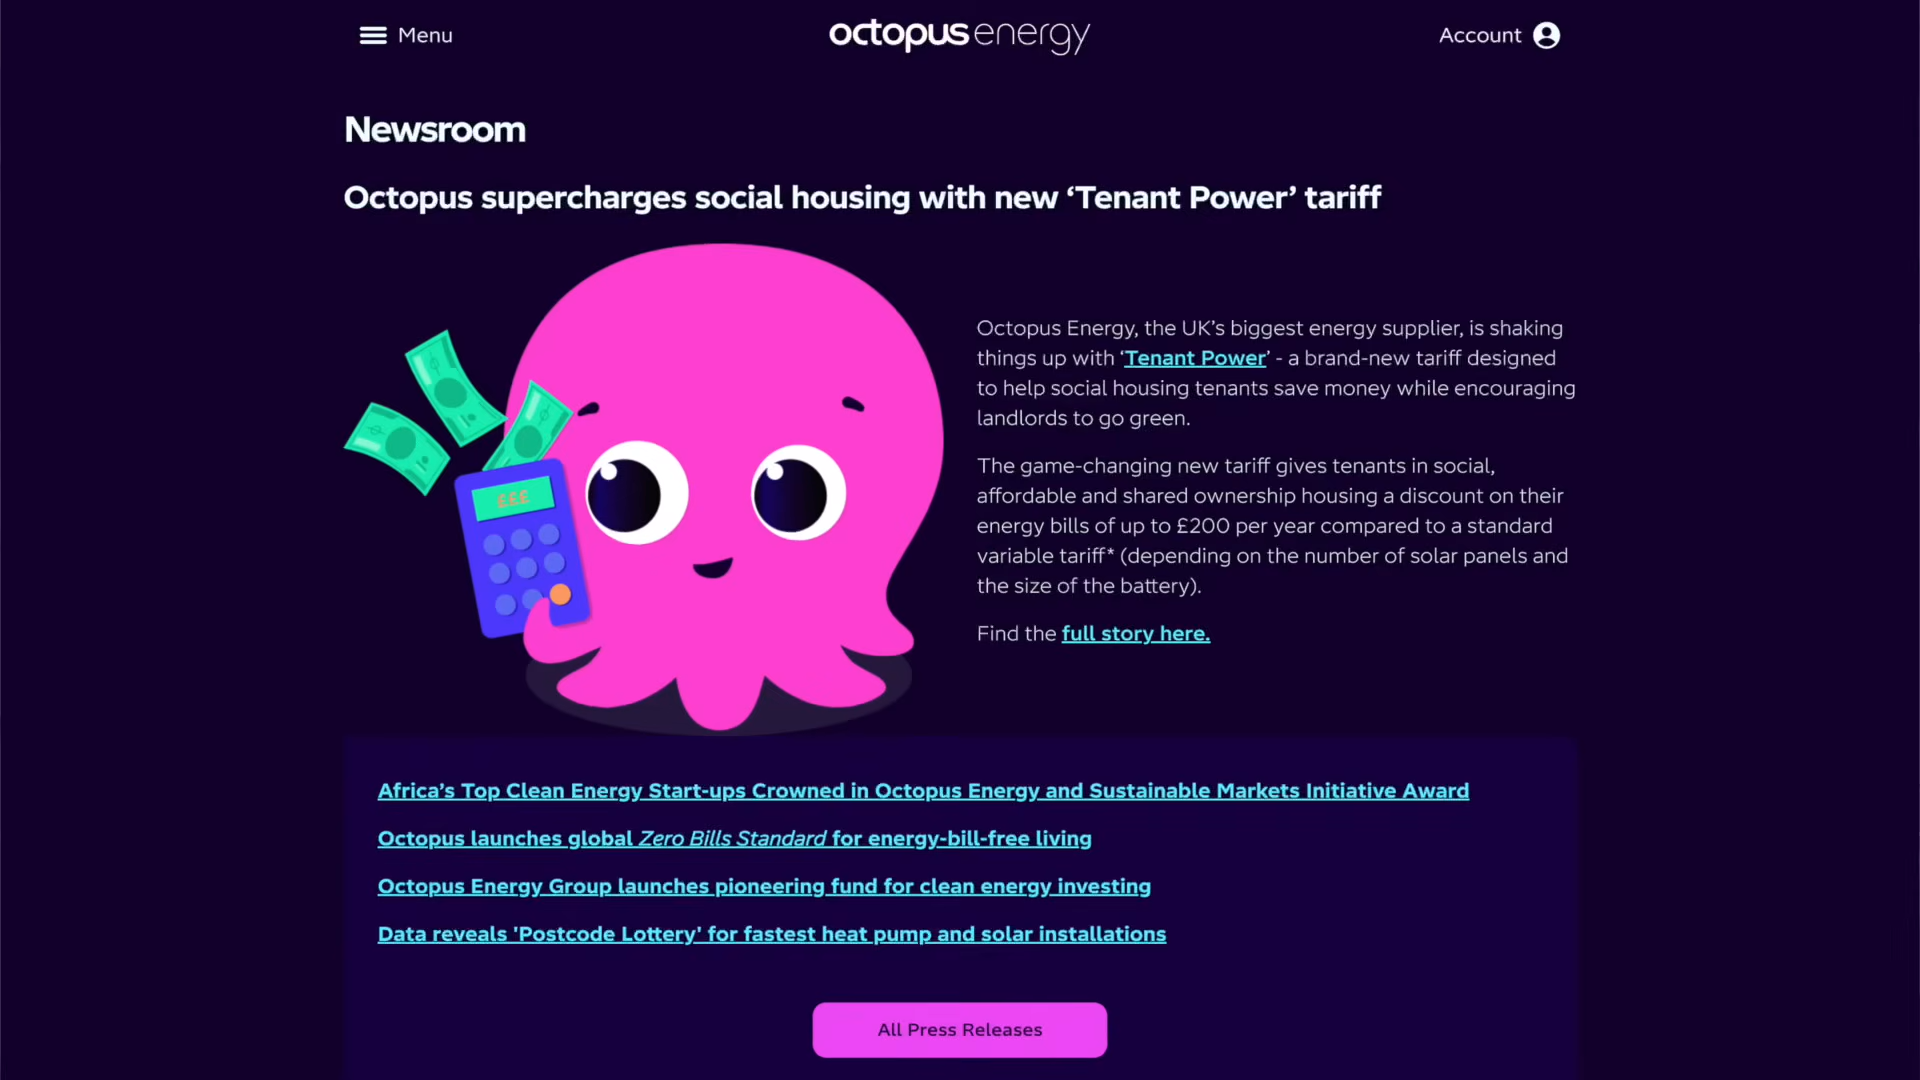 Menu
octopusenergy
Account
Newsroom
Octopus supercharges social housing with new ‘Tenant Power’ tariff
£££
Octopus Energy, the UK’s biggest energy supplier, is shaking
things up with ‘Tenant Power’ - a brand-new tariff designed
to help social housing tenants save money while encouraging
landlords to go green.
The game-changing new tariff gives tenants in social,
affordable and shared ownership housing a discount on their
energy bills of up to £200 per year compared to a standard
variable tariff* (depending on the number of solar panels and
the size of the battery).
Find the full story here.
Africa’s Top Clean Energy Start-ups Crowned in Octopus Energy and Sustainable Markets Initiative Award
Octopus launches global Zero Bills Standard for energy-bill-free living
Octopus Energy Group launches pioneering fund for clean energy investing
Data reveals 'Postcode Lottery' for fastest heat pump and solar installations
All Press Releases